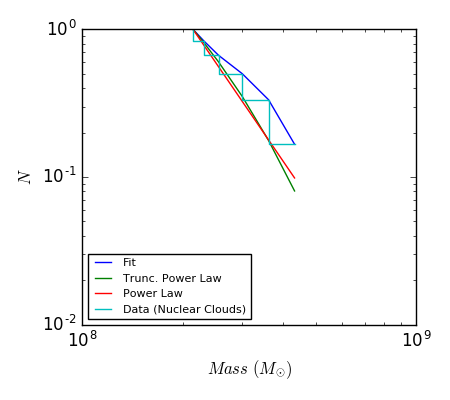 10^0
10^-1
10^-2
N
Fit
Trunc. Power Law
Power Law
Data (Nuclear Clouds)
10^8
10^9
Mass (M_⊙)